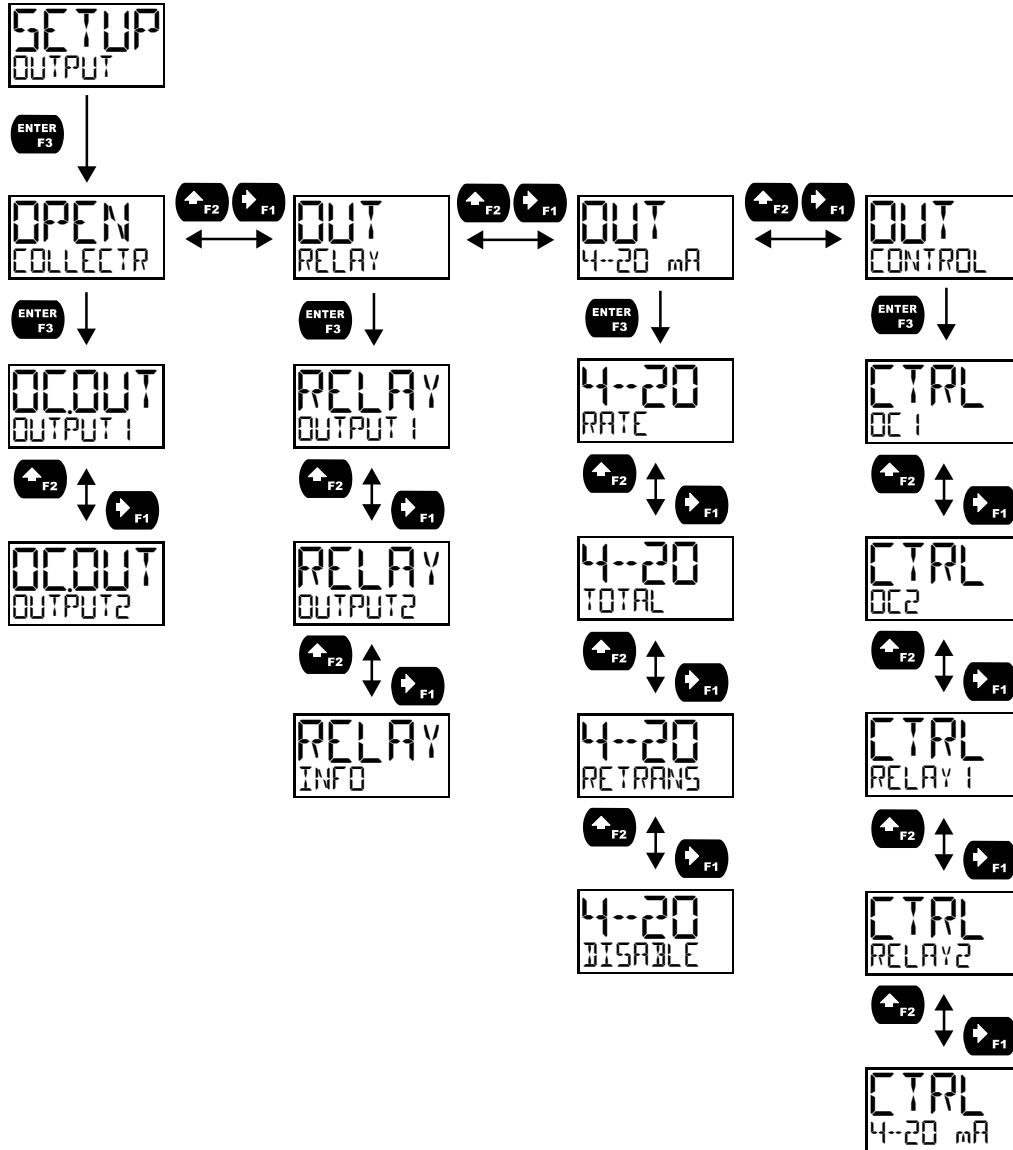 SETUP
OUTPUT
ENTER
F3
F2 F1 F2 F1 F2 F1
OPEN
COLLECTR
OUT
RELAY
OUT
4--20 mA
OUT
CONTROL
ENTER
F3
ENTER
F3
ENTER
F3
ENTER
F3
OC.OUT
OUTPUT1
RELAY
OUTPUT 1
4--20
RATE
CTRL
OC 1
F2 F1
F2 F1
F2 F1
F2 F1
OC.OUT
OUTPUT2
RELAY
OUTPUT2
4--20
TOTAL
CTRL
OC2
F2 F1
F2 F1
F2 F1
RELAY
INFO
4--20
RETRANS
CTRL
RELAY 1
F2 F1
F2 F1
4--20
DISABLE
CTRL
RELAY2
F2 F1
CTRL
4--20 mA